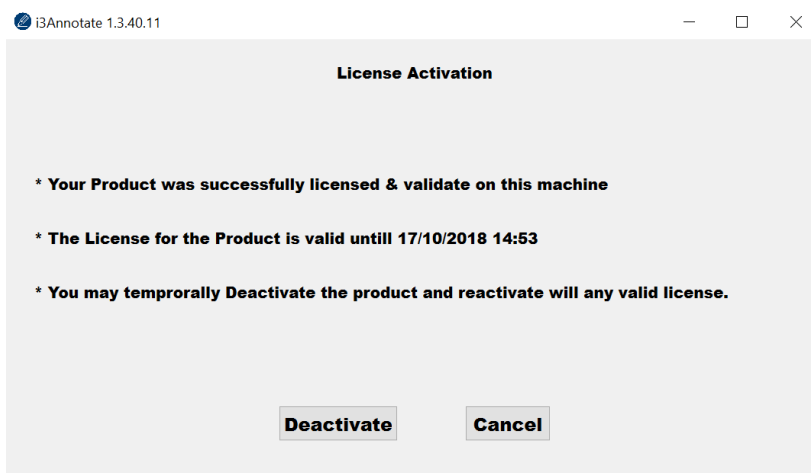 i3Annotate 1.3.40.11
License Activation
* Your Product was successfully licensed & validate on this machine
* The License for the Product is valid untill 17/10/2018 14:53
* You may temprorally Deactivate the product and reactivate will any valid license.
Deactivate Cancel